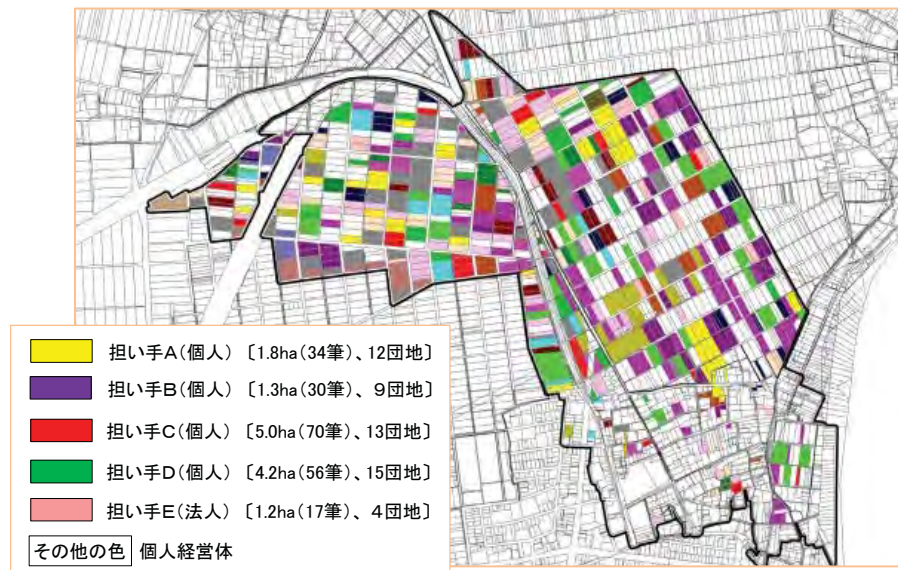 担い手A(個人) 〔1.8ha(34筆)、12団地〕
担い手B(個人) 〔1.3ha(30筆)、 9団地〕
担い手C(個人) 〔5.0ha(70筆)、13団地〕
担い手D(個人) 〔4.2ha(56筆)、15団地〕
担い手E(法人) 〔1.2ha(17筆)、 4団地〕
その他の色 個人経営体